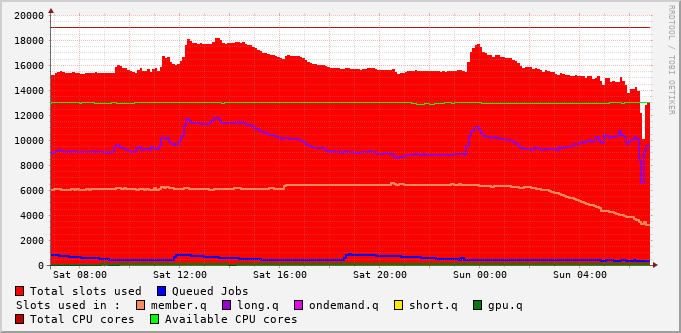 20000
18000
16000
14000
12000
10000
8000
6000
4000
2000
0
Sat 08:00 Sat 12:00 Sat 16:00 Sat 20:00 Sun 00:00 Sun 04:00
RRDTOOL / TOBI OETIKER
Total slots used Queued Jobs
Slots used in : member.q long.q ondemand.q short.q gpu.q
Total CPU cores Available CPU cores